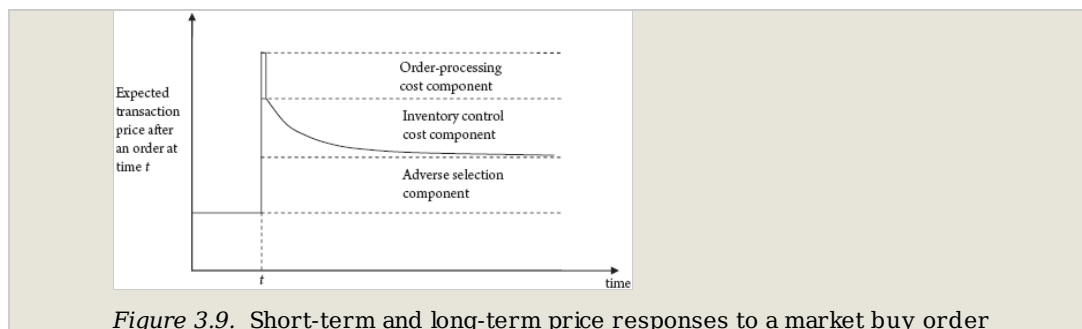 Order-processing
cost component
Expected
transaction
price after
an order at
time t
Inventory control
cost component
Adverse selection
component
t
time
Figure 3.9. Short-term and long-term price responses to a market buy order